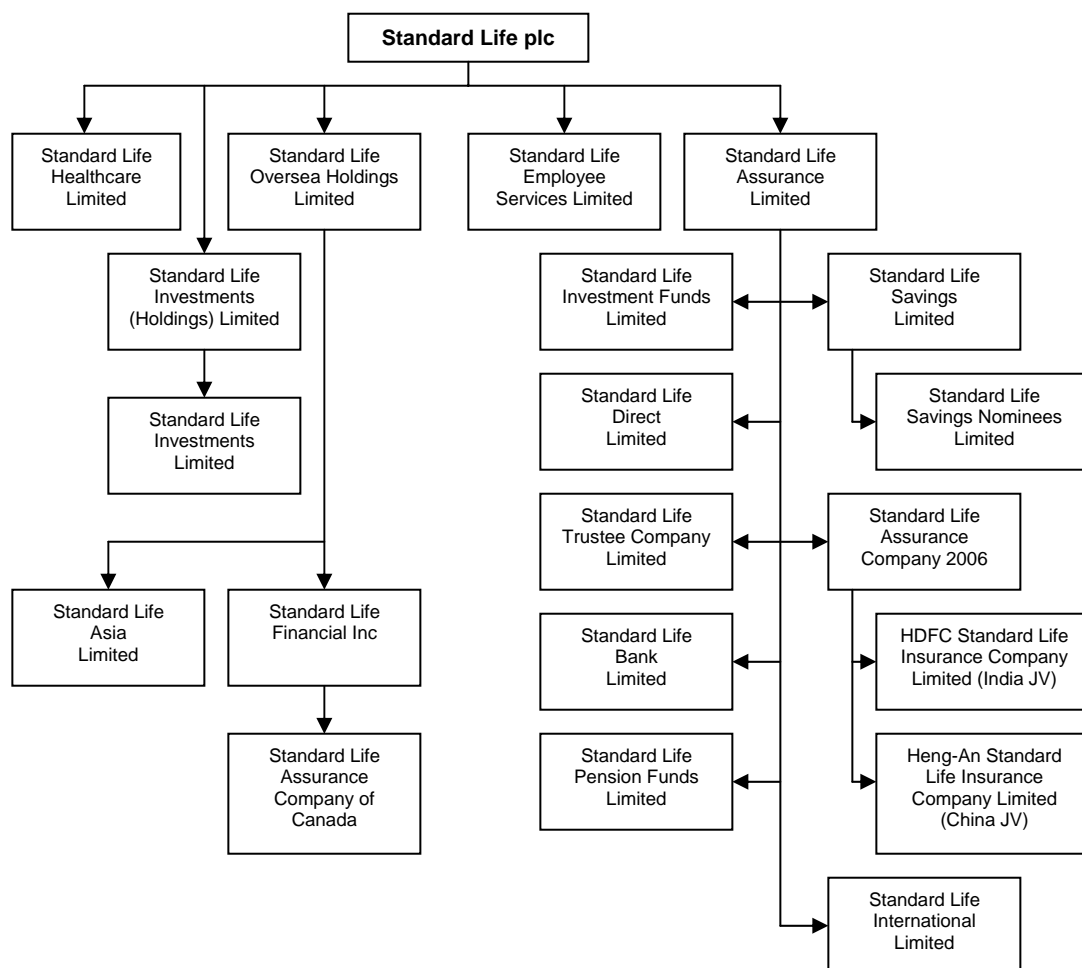 Standard Life plc
Standard Life
Healthcare
Limited
Standard Life
Oversea Holdings
Limited
Standard Life
Employee
Services Limited
Standard Life
Assurance
Limited
Standard Life
Investments
(Holdings) Limited
Standard Life
Investment Funds
Limited
Standard Life
Savings
Limited
Standard Life
Investments
Limited
Standard Life
Direct
Limited
Standard Life
Savings Nominees
Limited
Standard Life
Trustee Company
Limited
Standard Life
Assurance
Company 2006
Standard Life
Asia
Limited
Standard Life
Financial Inc
Standard Life
Bank
Limited
HDFC Standard Life
Insurance Company
Limited (India JV)
Standard Life
Assurance
Company of
Canada
Standard Life
Pension Funds
Limited
Heng-An Standard
Life Insurance
Company Limited
(China JV)
Standard Life
International
Limited